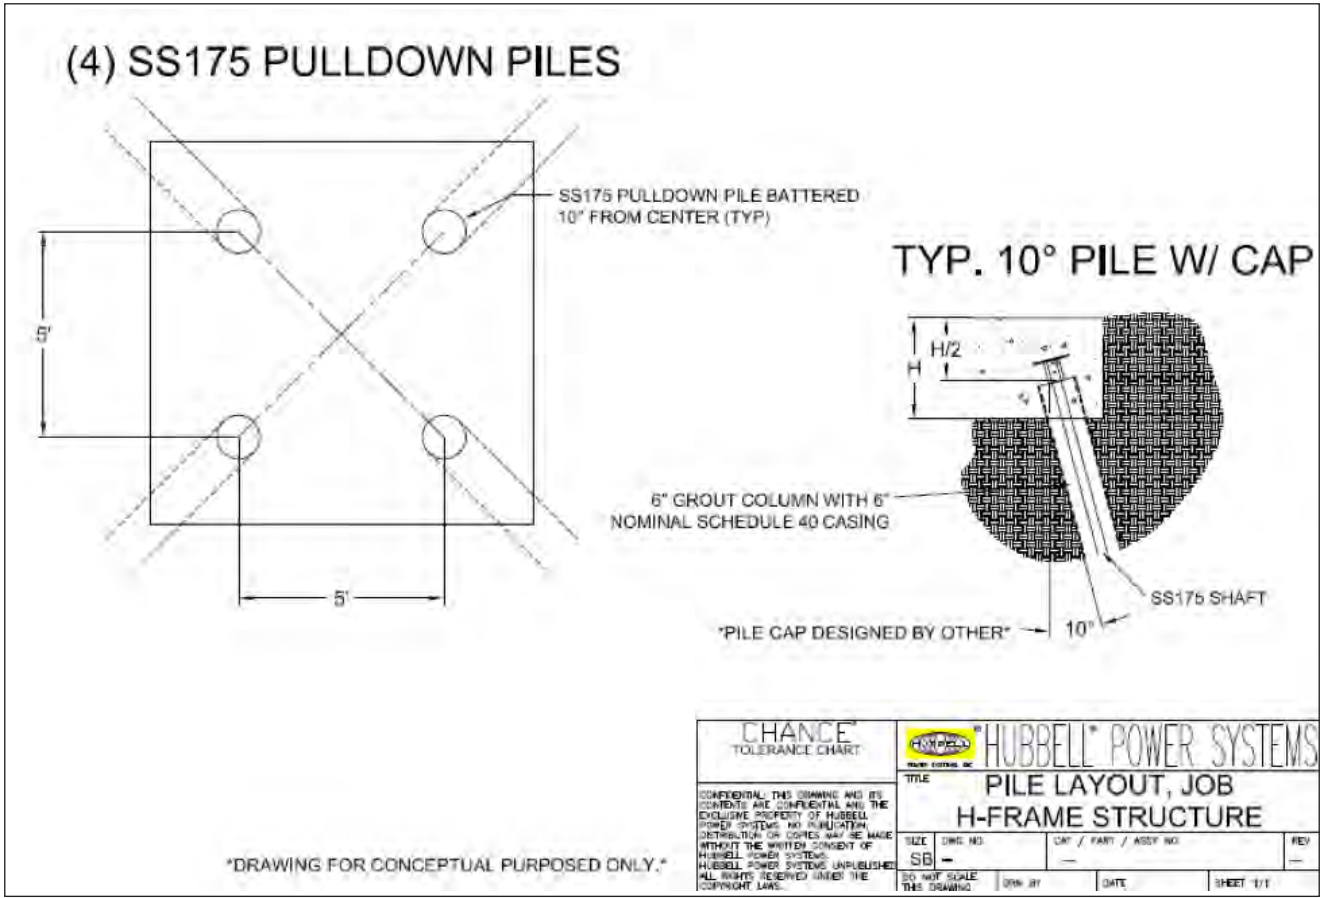 (4) SS175 PULLDOWN PILES
SS175 PULLDOWN PILE BATTERED
10° FROM CENTER (TYP)
5'
5'
TYP. 10° PILE W/ CAP
H/2
H
6" GROUT COLUMN WITH 6"
NOMINAL SCHEDULE 40 CASING
SS175 SHAFT
"PILE CAP DESIGNED BY OTHER"
10°
"DRAWING FOR CONCEPTUAL PURPOSED ONLY."
CHANCE
TOLERANCE CHART
CONFIDENTIAL: THIS DRAWING AND ITS
CONTENTS ARE CONFIDENTIAL AND THE
EXCLUSIVE PROPERTY OF HUBBELL
POWER SYSTEMS. NO PUBLICATION,
DISTRIBUTION OR COPIES MAY BE MADE
WITHOUT THE WRITTEN CONSENT OF
HUBBELL POWER SYSTEMS.
HUBBELL POWER SYSTEMS UNPUBLISHED
ALL RIGHTS RESERVED UNDER THE
COPYRIGHT LAWS.
HUBBELL
POWER SYSTEMS, INC
"HUBBELL" POWER SYSTEMS
TITLE
PILE LAYOUT, JOB
H-FRAME STRUCTURE
SIZE DWG NO. CAT / PART / ASSY NO. REV
SB – — —
DO NOT SCALE
THIS DRAWING
DRN BY DATE SHEET 1/1